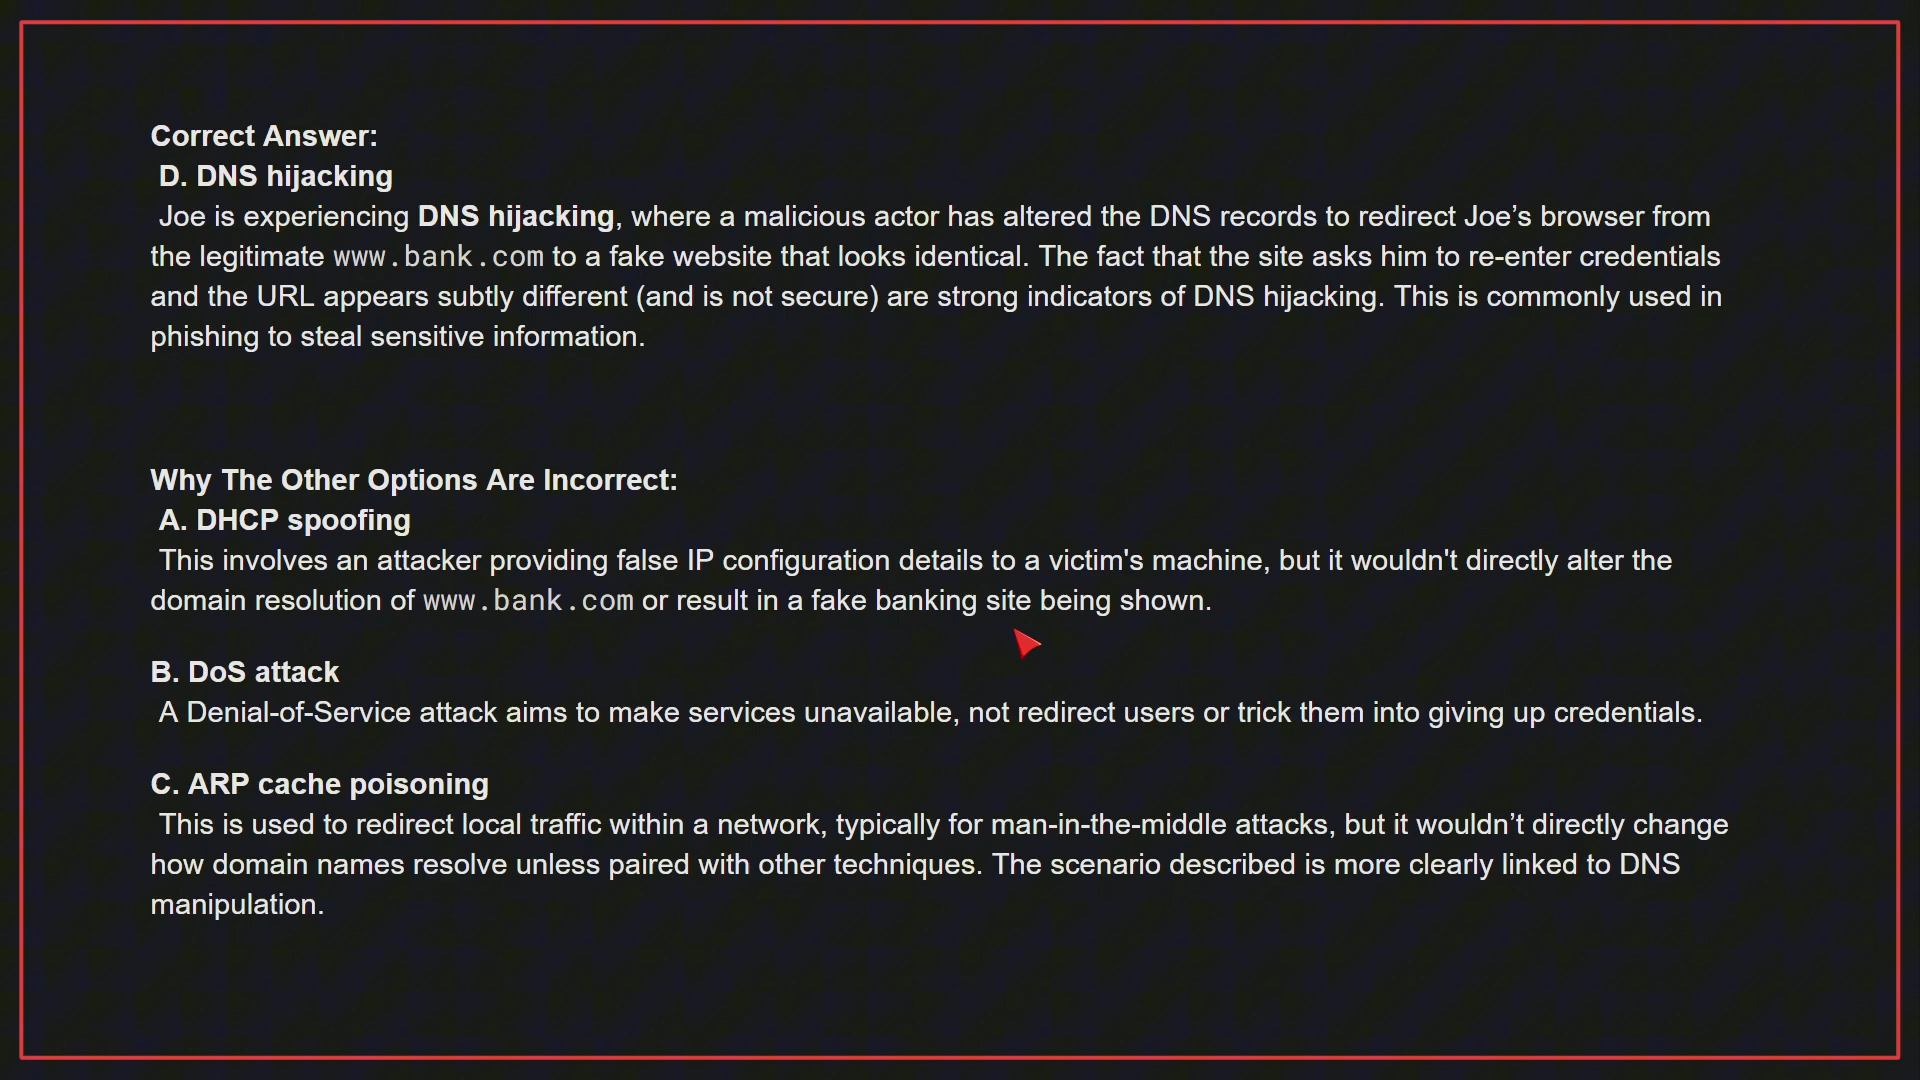 Correct Answer:
D. DNS hijacking
Joe is experiencing DNS hijacking, where a malicious actor has altered the DNS records to redirect Joe’s browser from
the legitimate www.bank.com to a fake website that looks identical. The fact that the site asks him to re-enter credentials
and the URL appears subtly different (and is not secure) are strong indicators of DNS hijacking. This is commonly used in
phishing to steal sensitive information.
Why The Other Options Are Incorrect:
A. DHCP spoofing
This involves an attacker providing false IP configuration details to a victim's machine, but it wouldn't directly alter the
domain resolution of www.bank.com or result in a fake banking site being shown.
B. DoS attack
A Denial-of-Service attack aims to make services unavailable, not redirect users or trick them into giving up credentials.
C. ARP cache poisoning
This is used to redirect local traffic within a network, typically for man-in-the-middle attacks, but it wouldn’t directly change
how domain names resolve unless paired with other techniques. The scenario described is more clearly linked to DNS
manipulation.